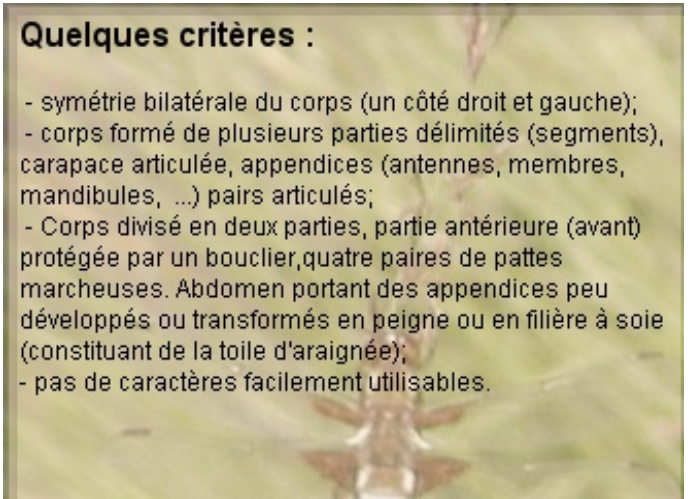 Quelques critères :
- symétrie bilatérale du corps (un côté droit et gauche);
- corps formé de plusieurs parties délimités (segments),
carapace articulée, appendices (antennes, membres,
mandibules, ...) pairs articulés;
- Corps divisé en deux parties, partie antérieure (avant)
protégée par un bouclier,quatre paires de pattes
marcheuses. Abdomen portant des appendices peu
développés ou transformés en peigne ou en filière à soie
(constituant de la toile d'araignée);
- pas de caractères facilement utilisables.